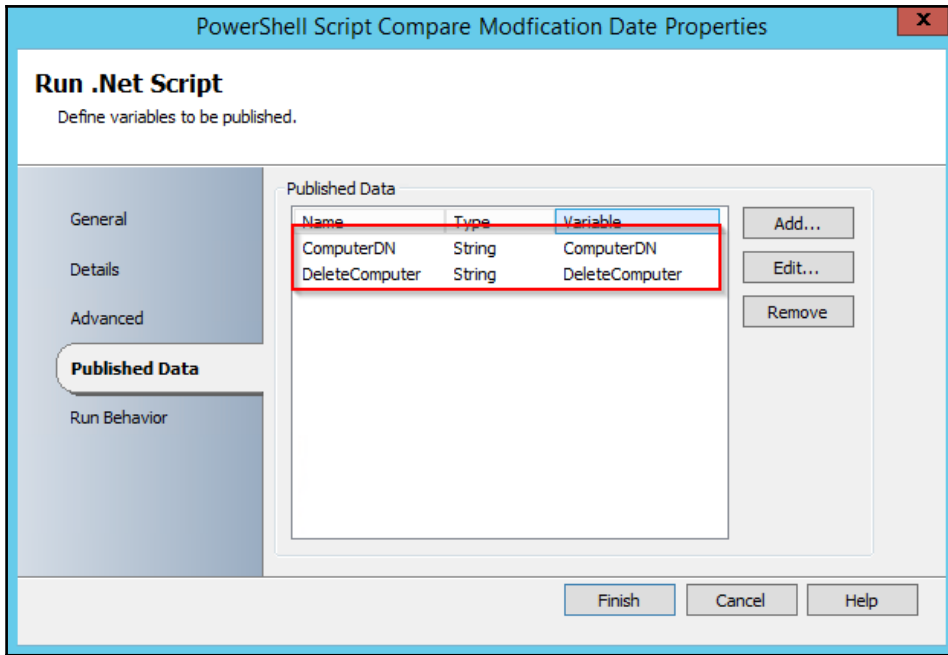 PowerShell Script Compare Modfication Date Properties
x
Run .Net Script
Define variables to be published.
General
Details
Advanced
Published Data
Run Behavior
Published Data
Name Type Variable
ComputerDN String ComputerDN
DeleteComputer String DeleteComputer
Add...
Edit...
Remove
Finish Cancel Help